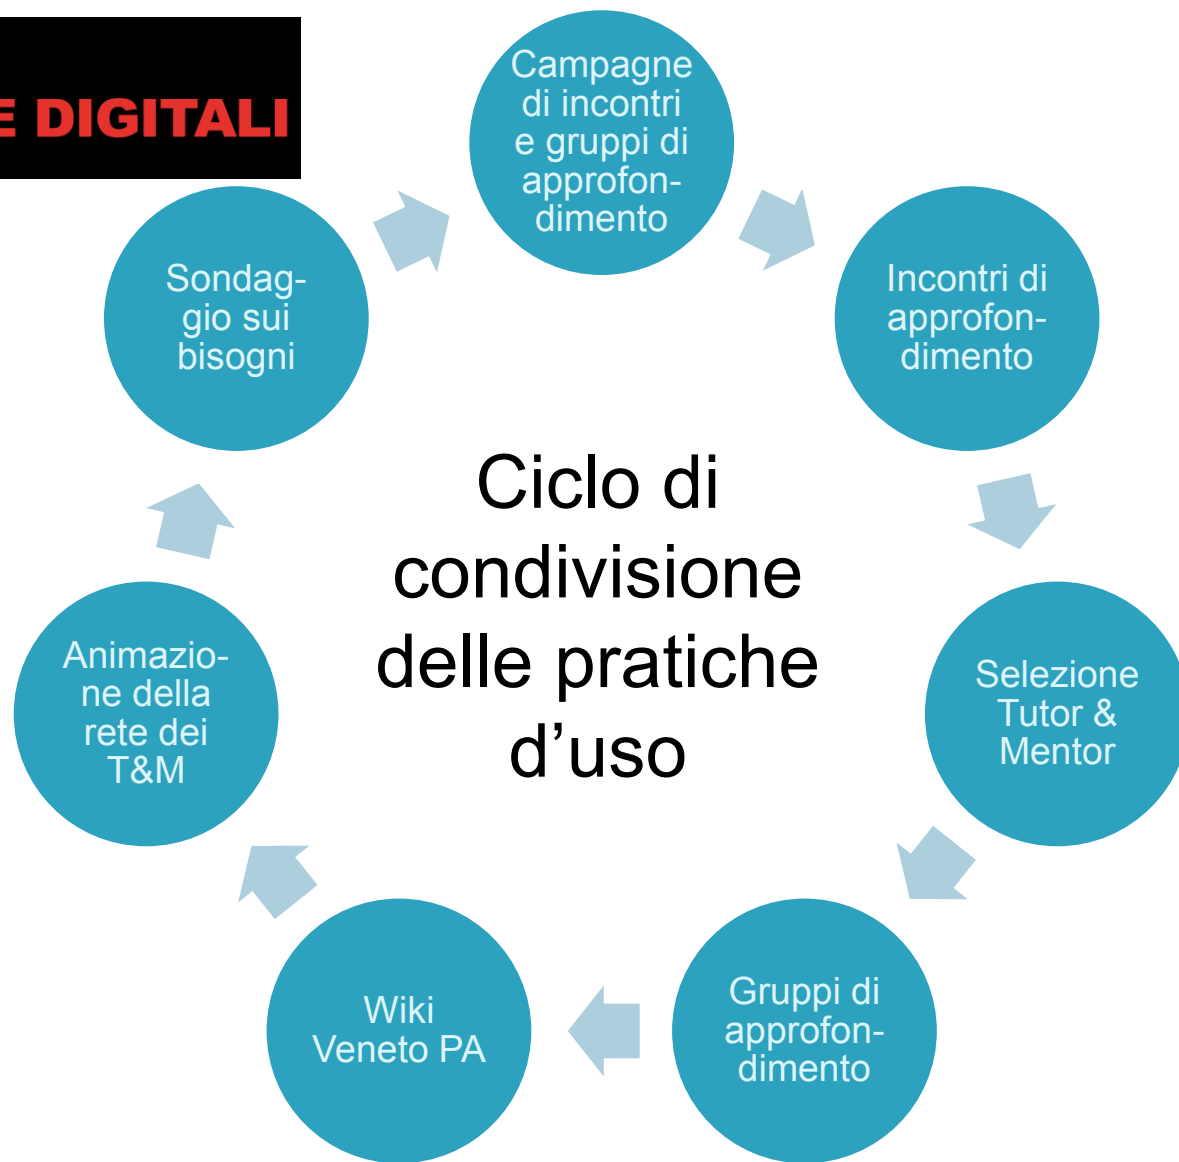 E DIGITALI
Campagne
di incontri
e gruppi di
approfon-
dimento
Incontri di
approfon-
dimento
Selezione
Tutor &
Mentor
Gruppi di
approfon-
dimento
Wiki
Veneto PA
Animazio-
ne della
rete dei
T&M
Sondag-
gio sui
bisogni
Ciclo di
condivisione
delle pratiche
d’uso